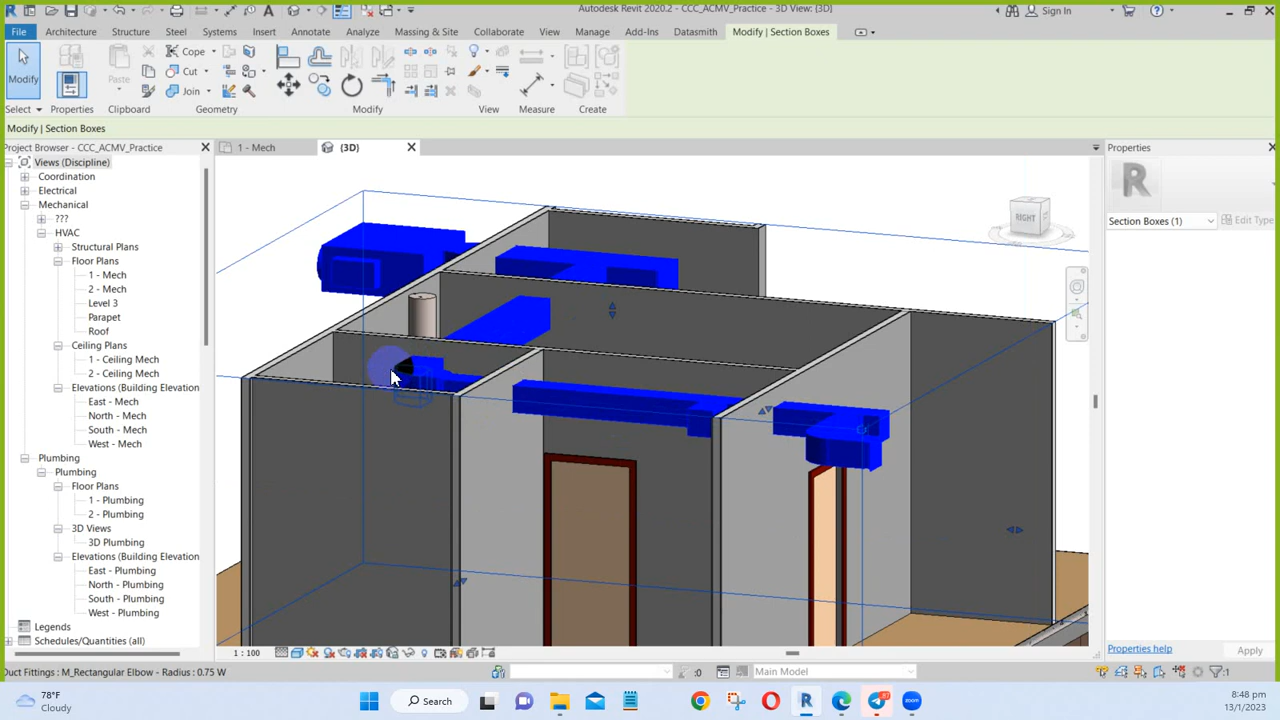 Autodesk Revit 2020.2 - CCC_ACMV_Practice - 3D View: {3D}
Sign In
File Architecture Structure Steel Systems Insert Annotate Analyze Massing & Site Collaborate View Manage Add-Ins Datasmith Modify | Section Boxes
Modify
Paste
Cope
Cut
Join
Select Properties Clipboard Geometry Modify View Measure Create
Modify | Section Boxes
Project Browser - CCC_ACMV_Practice
1 - Mech
(3D)
Properties
Views (Discipline)
Coordination
Electrical
Mechanical
???
HVAC
Structural Plans
Floor Plans
1 - Mech
2 - Mech
Level 3
Parapet
Roof
Ceiling Plans
1 - Ceiling Mech
2 - Ceiling Mech
Elevations (Building Elevation
East - Mech
North - Mech
South - Mech
West - Mech
Plumbing
Plumbing
Floor Plans
1 - Plumbing
2 - Plumbing
3D Views
3D Plumbing
Elevations (Building Elevation
East - Plumbing
North - Plumbing
South - Plumbing
West - Plumbing
Legends
Schedules/Quantities (all)
RIGHT
R
Section Boxes (1)
Edit Type
Properties help
Apply
1 : 100
Duct Fittings : M_Rectangular Elbow - Radius : 0.75 W
:0
Main Model
:1
78°F
Cloudy
Search
zoom
8:48 pm
13/1/2023